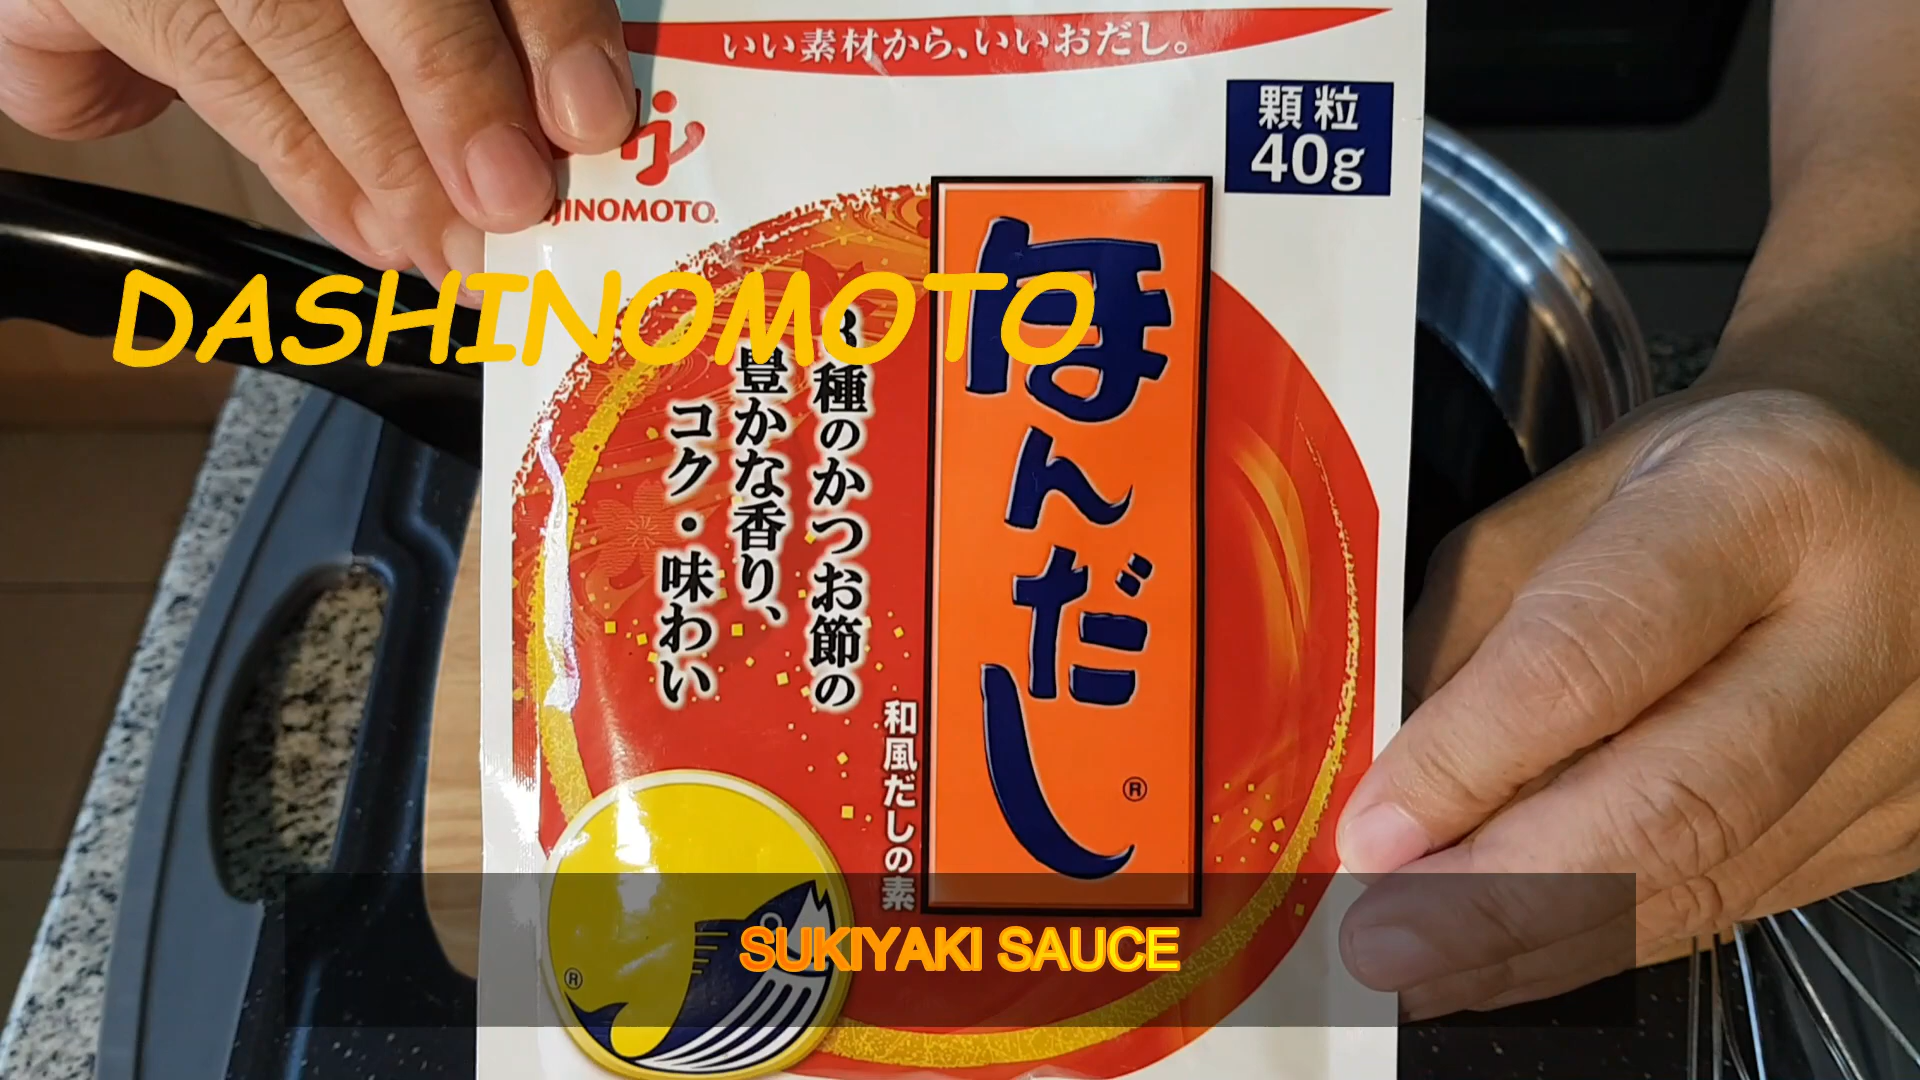 いい素材から、いいおだし。
JINOMOTO.
顆粒
40g
DASHINOMOTO
ほんだし
®
種のかつお節の
豊かな香り、
コク・味わい
和風だしの素
®
SUKIYAKI SAUCE